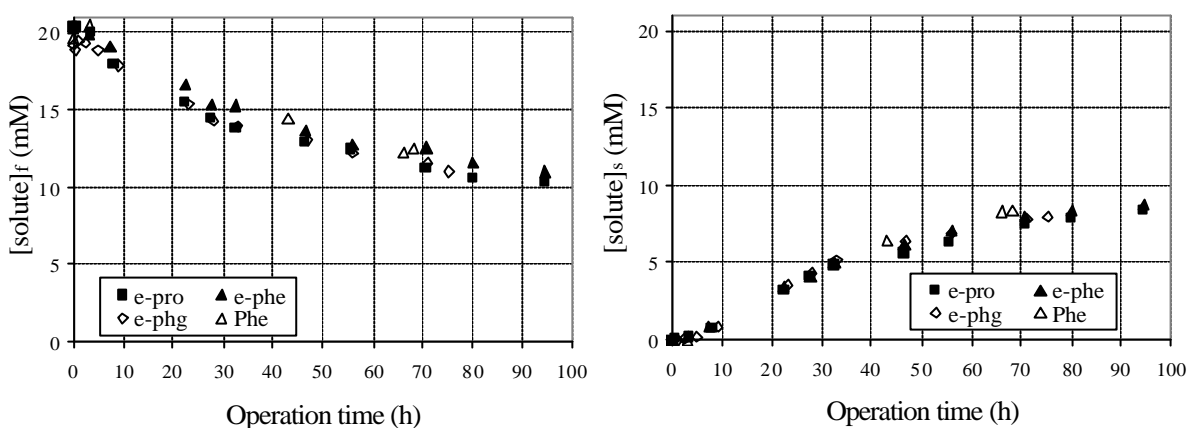 [solute]f (mM)
20
15
10
5
0
e-pro
e-phe
e-phg
Phe
0 10 20 30 40 50 60 70 80 90 100
Operation time (h)
[solute]s (mM)
20
15
10
5
0
e-pro
e-phe
e-phg
Phe
0 10 20 30 40 50 60 70 80 90 100
Operation time (h)